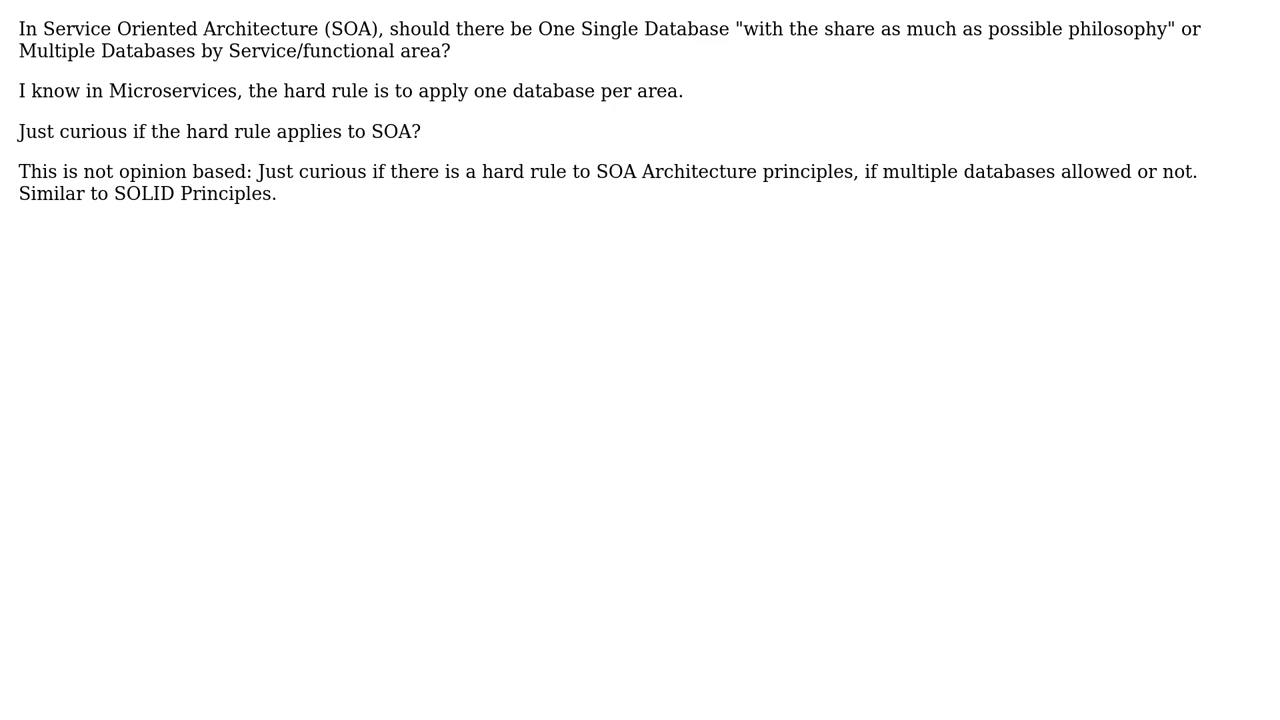 In Service Oriented Architecture (SOA), should there be One Single Database "with the share as much as possible philosophy" or
Multiple Databases by Service/functional area?
I know in Microservices, the hard rule is to apply one database per area.
Just curious if the hard rule applies to SOA?
This is not opinion based: Just curious if there is a hard rule to SOA Architecture principles, if multiple databases allowed or not.
Similar to SOLID Principles.